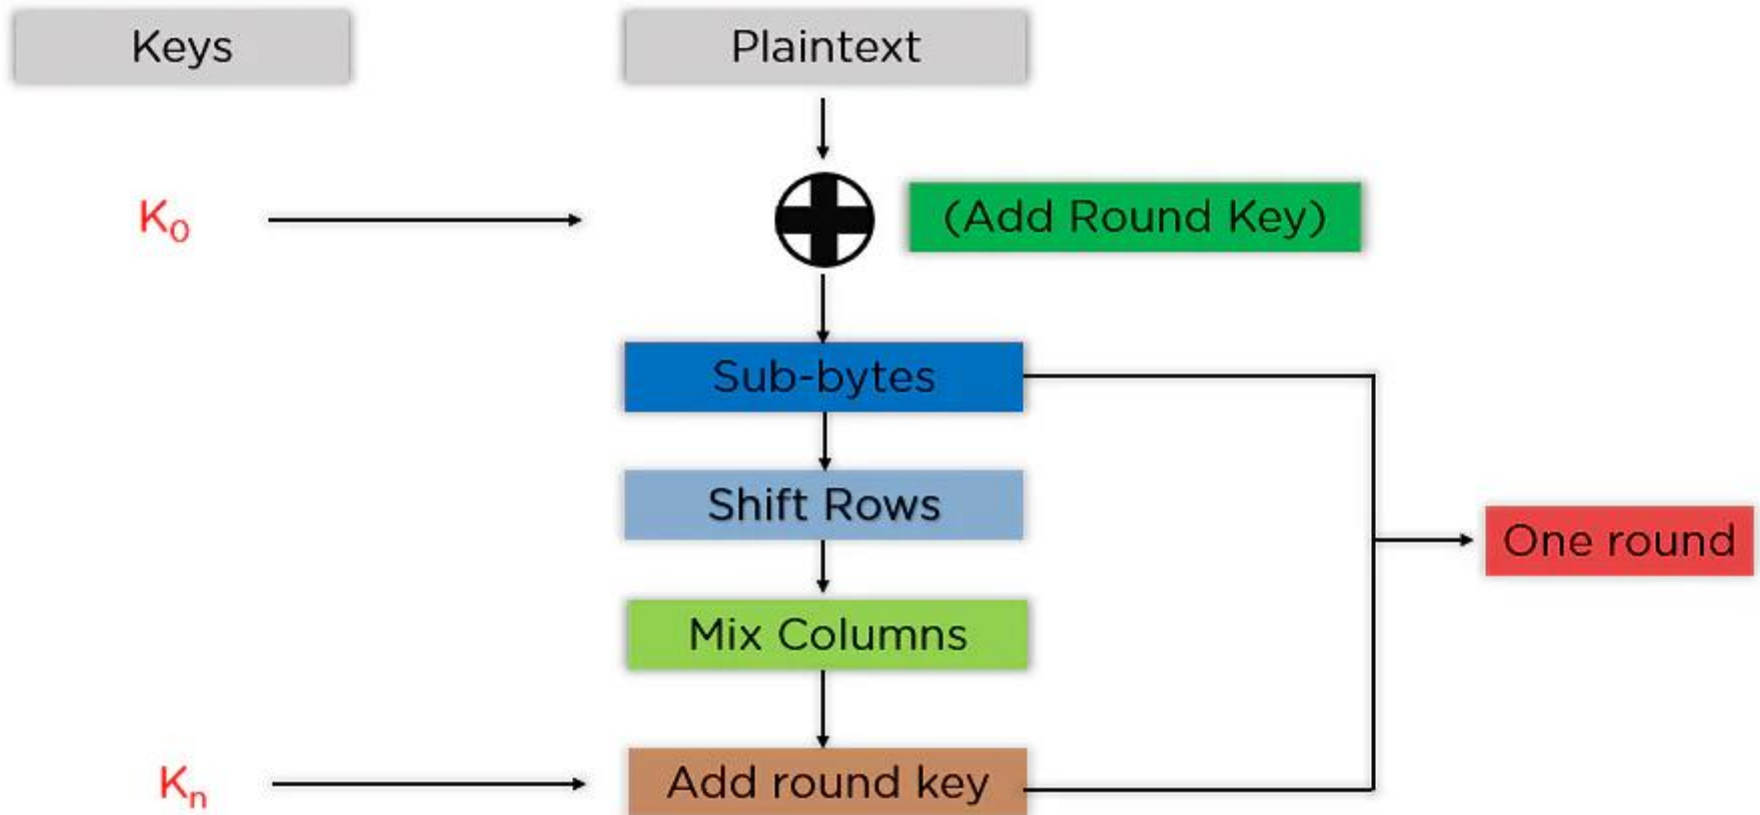 Keys
Plaintext
K₀
(Add Round Key)
Sub-bytes
Shift Rows
One round
Mix Columns
Kₙ
Add round key